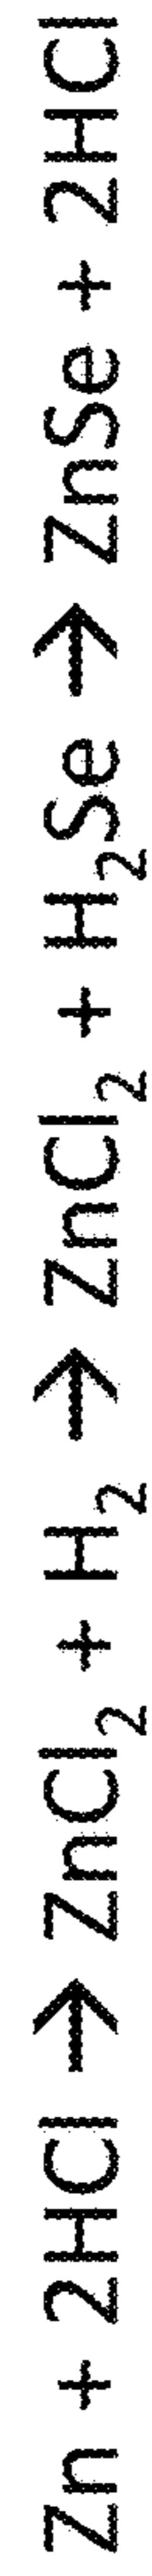 Zn + 2HCl → ZnCl₂ + H₂ → ZnCl₂ + H₂Se → ZnSe + 2HCl